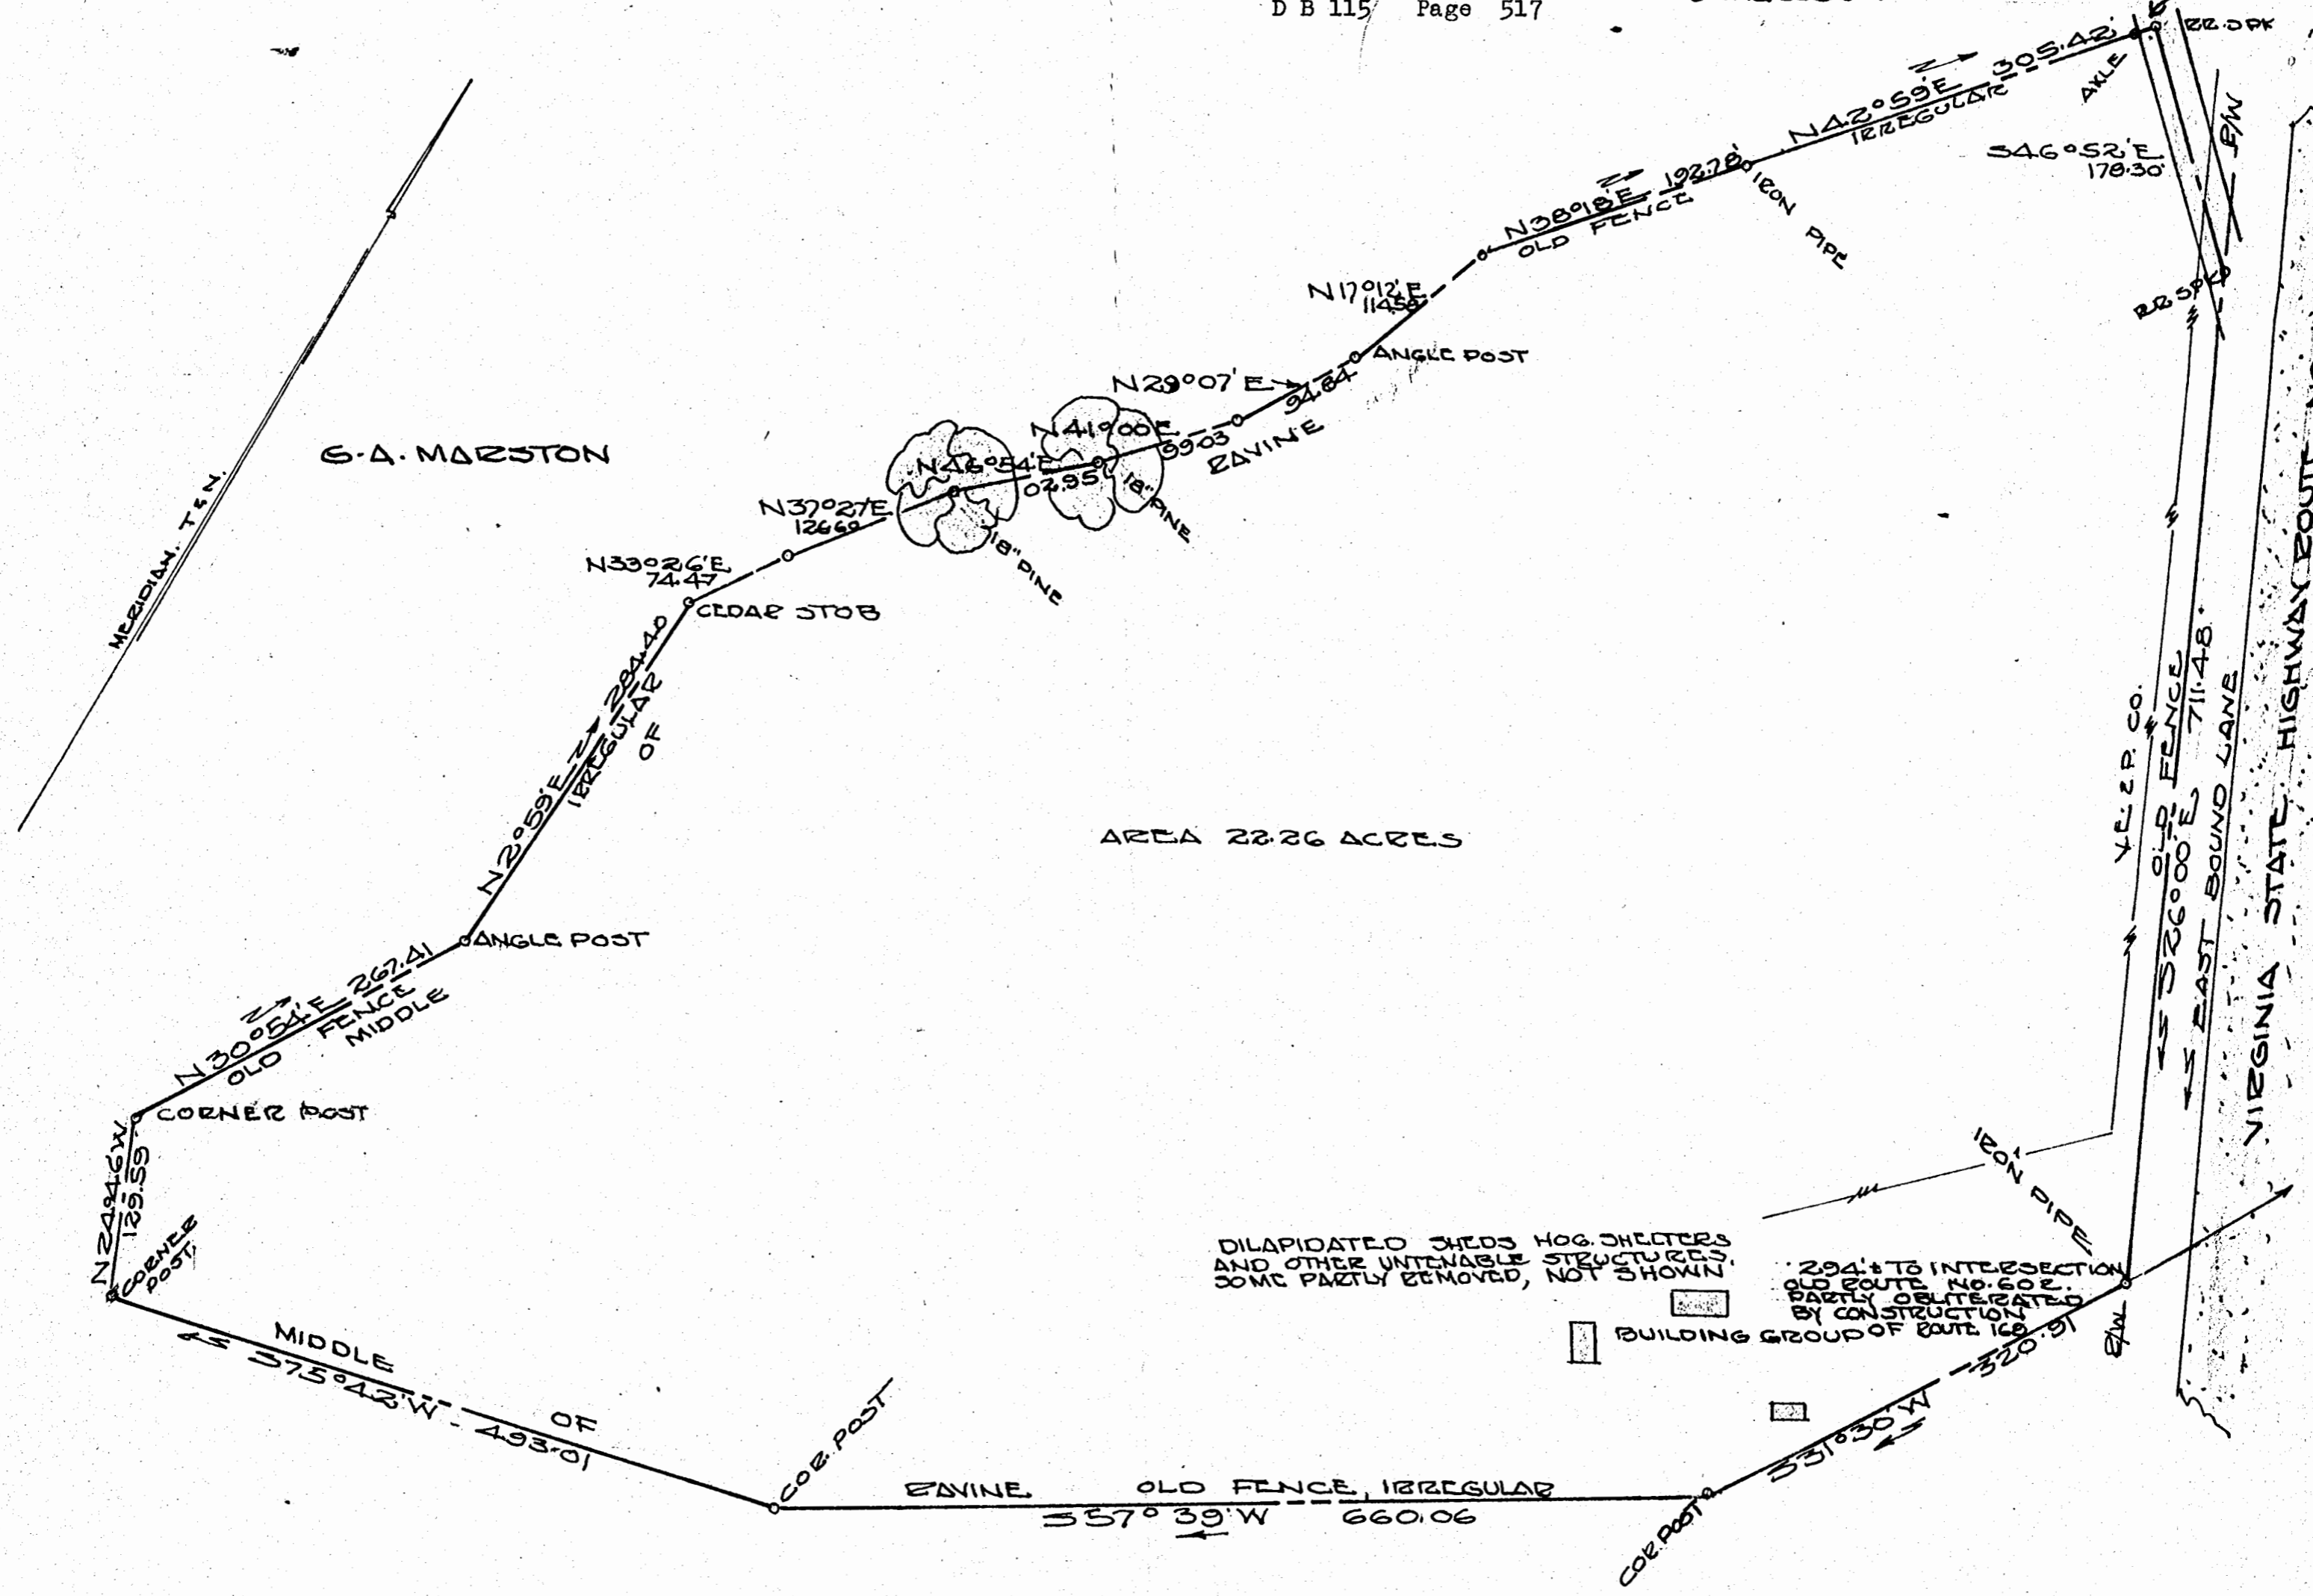 D B 115 Page 517
RR. SPK
N42°59'E 305.42'
IRREGULAR
AXLE
R/W
S46°52'E
178.30'
N38°18'E 192.78'
OLD FENCE
IRON PIPE
RR SPK
N17°12'E
114.58
ANGLE POST
N29°07'E
94.84
RAVINE
N41°00'E
99.03
N46°54'E
02.95
18" PINE
18" PINE
N37°27'E
126.69
N33°26'E
74.47
CEDAR STOB
G.A. MARSTON
MERIDIAN. T & N.
N2°59'E 284.40
IRREGULAR
OF
ANGLE POST
N30°54'E 267.41
OLD FENCE
MIDDLE
CORNER POST
N24°46'W
129.59
CORNER
POST
AREA 22.26 ACRES
V.E. & P. CO.
OLD FENCE
S26°00'E 711.48
EAST BOUND LANE
VIRGINIA STATE HIGHWAY ROUTE
IRON PIPE
DILAPIDATED SHEDS HOG. SHELTERS
AND OTHER UNTENABLE STRUCTURES,
SOME PARTLY REMOVED, NOT SHOWN
294'± TO INTERSECTION
OLD ROUTE NO. 602.
PARTLY OBLITERATED
BY CONSTRUCTION
OF ROUTE 168
BUILDING GROUP
R/W
S31°30'W 320.91
COR. POST
MIDDLE OF
S75°42'W - 493.01
COR. POST
RAVINE OLD FENCE, IRREGULAR
S57°39'W 660.06